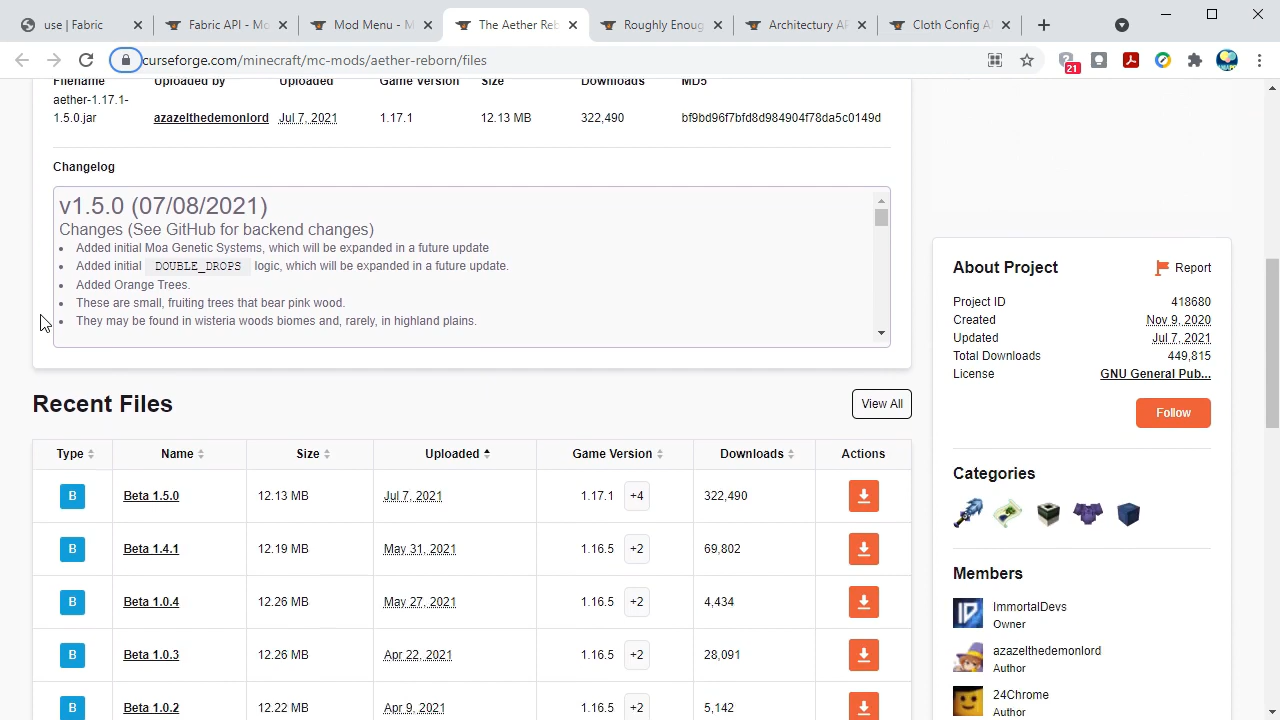 use | Fabric
Fabric API - Mo
Mod Menu - M
The Aether Reb
Roughly Enoug
Architectury AP
Cloth Config A
curseforge.com/minecraft/mc-mods/aether-reborn/files
21
Filename Uploaded by Uploaded Game Version Size Downloads MD5
aether-1.17.1-
1.5.0.jar azazelthedemonlord Jul 7, 2021 1.17.1 12.13 MB 322,490 bf9bd96f7bfd8d984904f78da5c0149d
Changelog
v1.5.0 (07/08/2021)
Changes (See GitHub for backend changes)
• Added initial Moa Genetic Systems, which will be expanded in a future update
• Added initial DOUBLE_DROPS logic, which will be expanded in a future update.
• Added Orange Trees.
• These are small, fruiting trees that bear pink wood.
• They may be found in wisteria woods biomes and, rarely, in highland plains.
Recent Files
View All
Type Name Size Uploaded Game Version Downloads Actions
B Beta 1.5.0 12.13 MB Jul 7, 2021 1.17.1 +4 322,490
B Beta 1.4.1 12.19 MB May 31, 2021 1.16.5 +2 69,802
B Beta 1.0.4 12.26 MB May 27, 2021 1.16.5 +2 4,434
B Beta 1.0.3 12.26 MB Apr 22, 2021 1.16.5 +2 28,091
B Beta 1.0.2 12.22 MB Apr 9, 2021 1.16.5 +2 5,142
About Project
Report
Project ID 418680
Created Nov 9, 2020
Updated Jul 7, 2021
Total Downloads 449,815
License GNU General Pub...
Follow
Categories
Members
ImmortalDevs
Owner
azazelthedemonlord
Author
24Chrome
Author